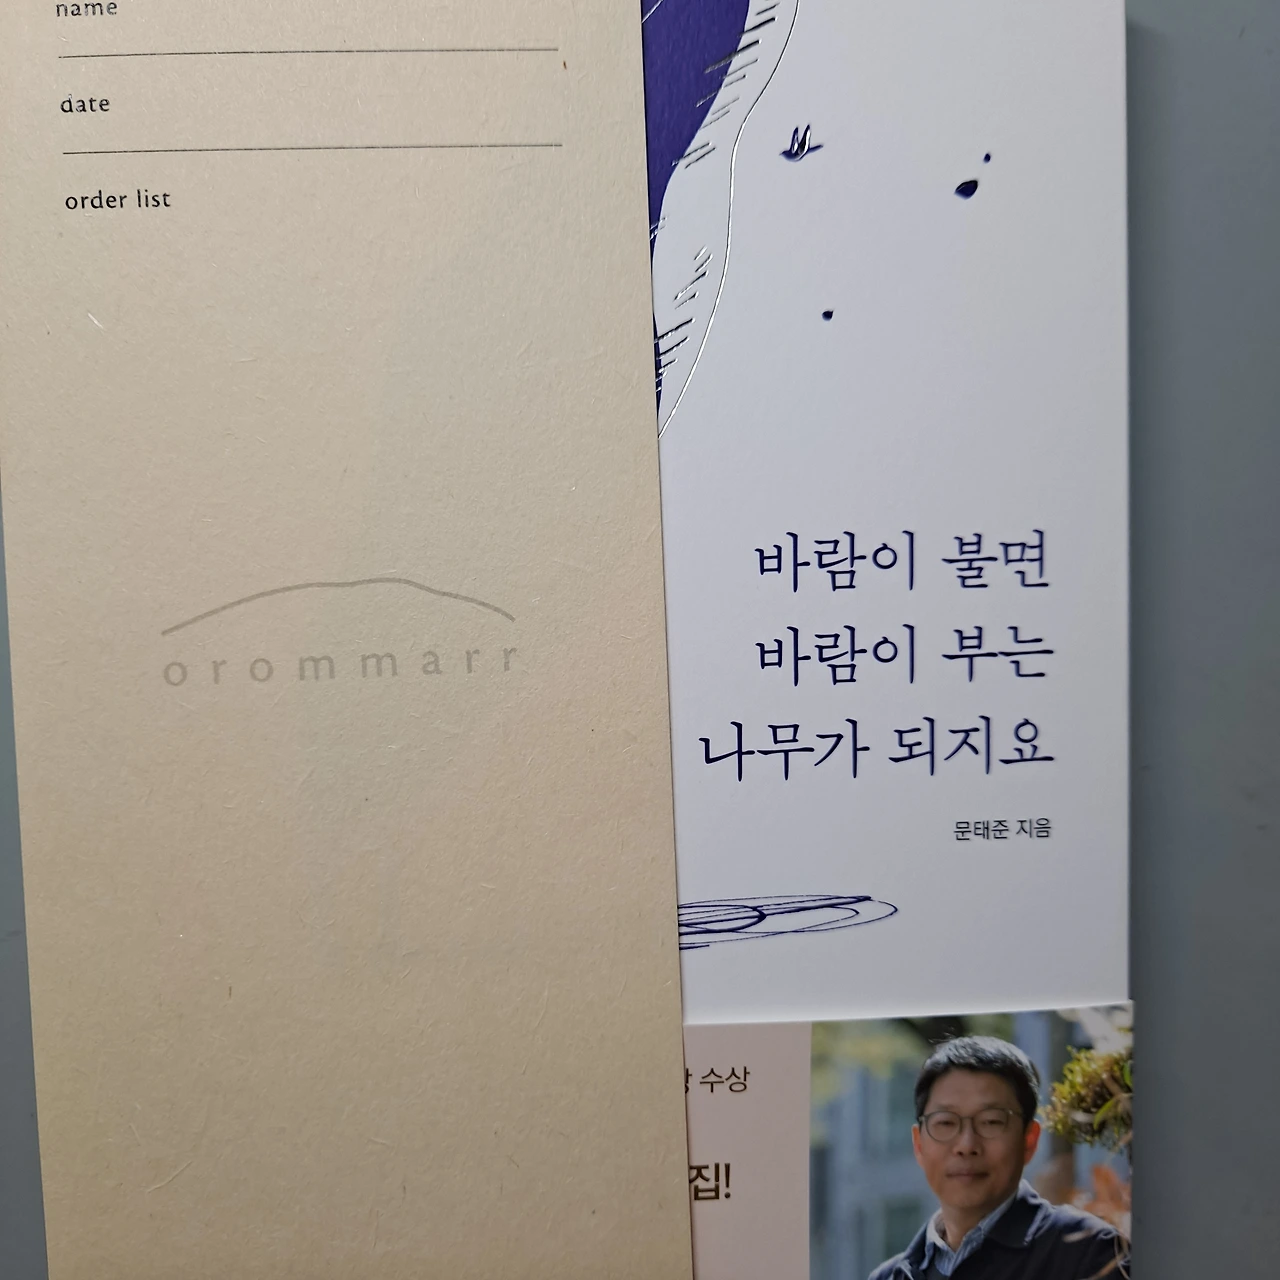 name
date
order list
orommarr
바람이 불면
바람이 부는
나무가 되지요
문태준 지음
수상
집!